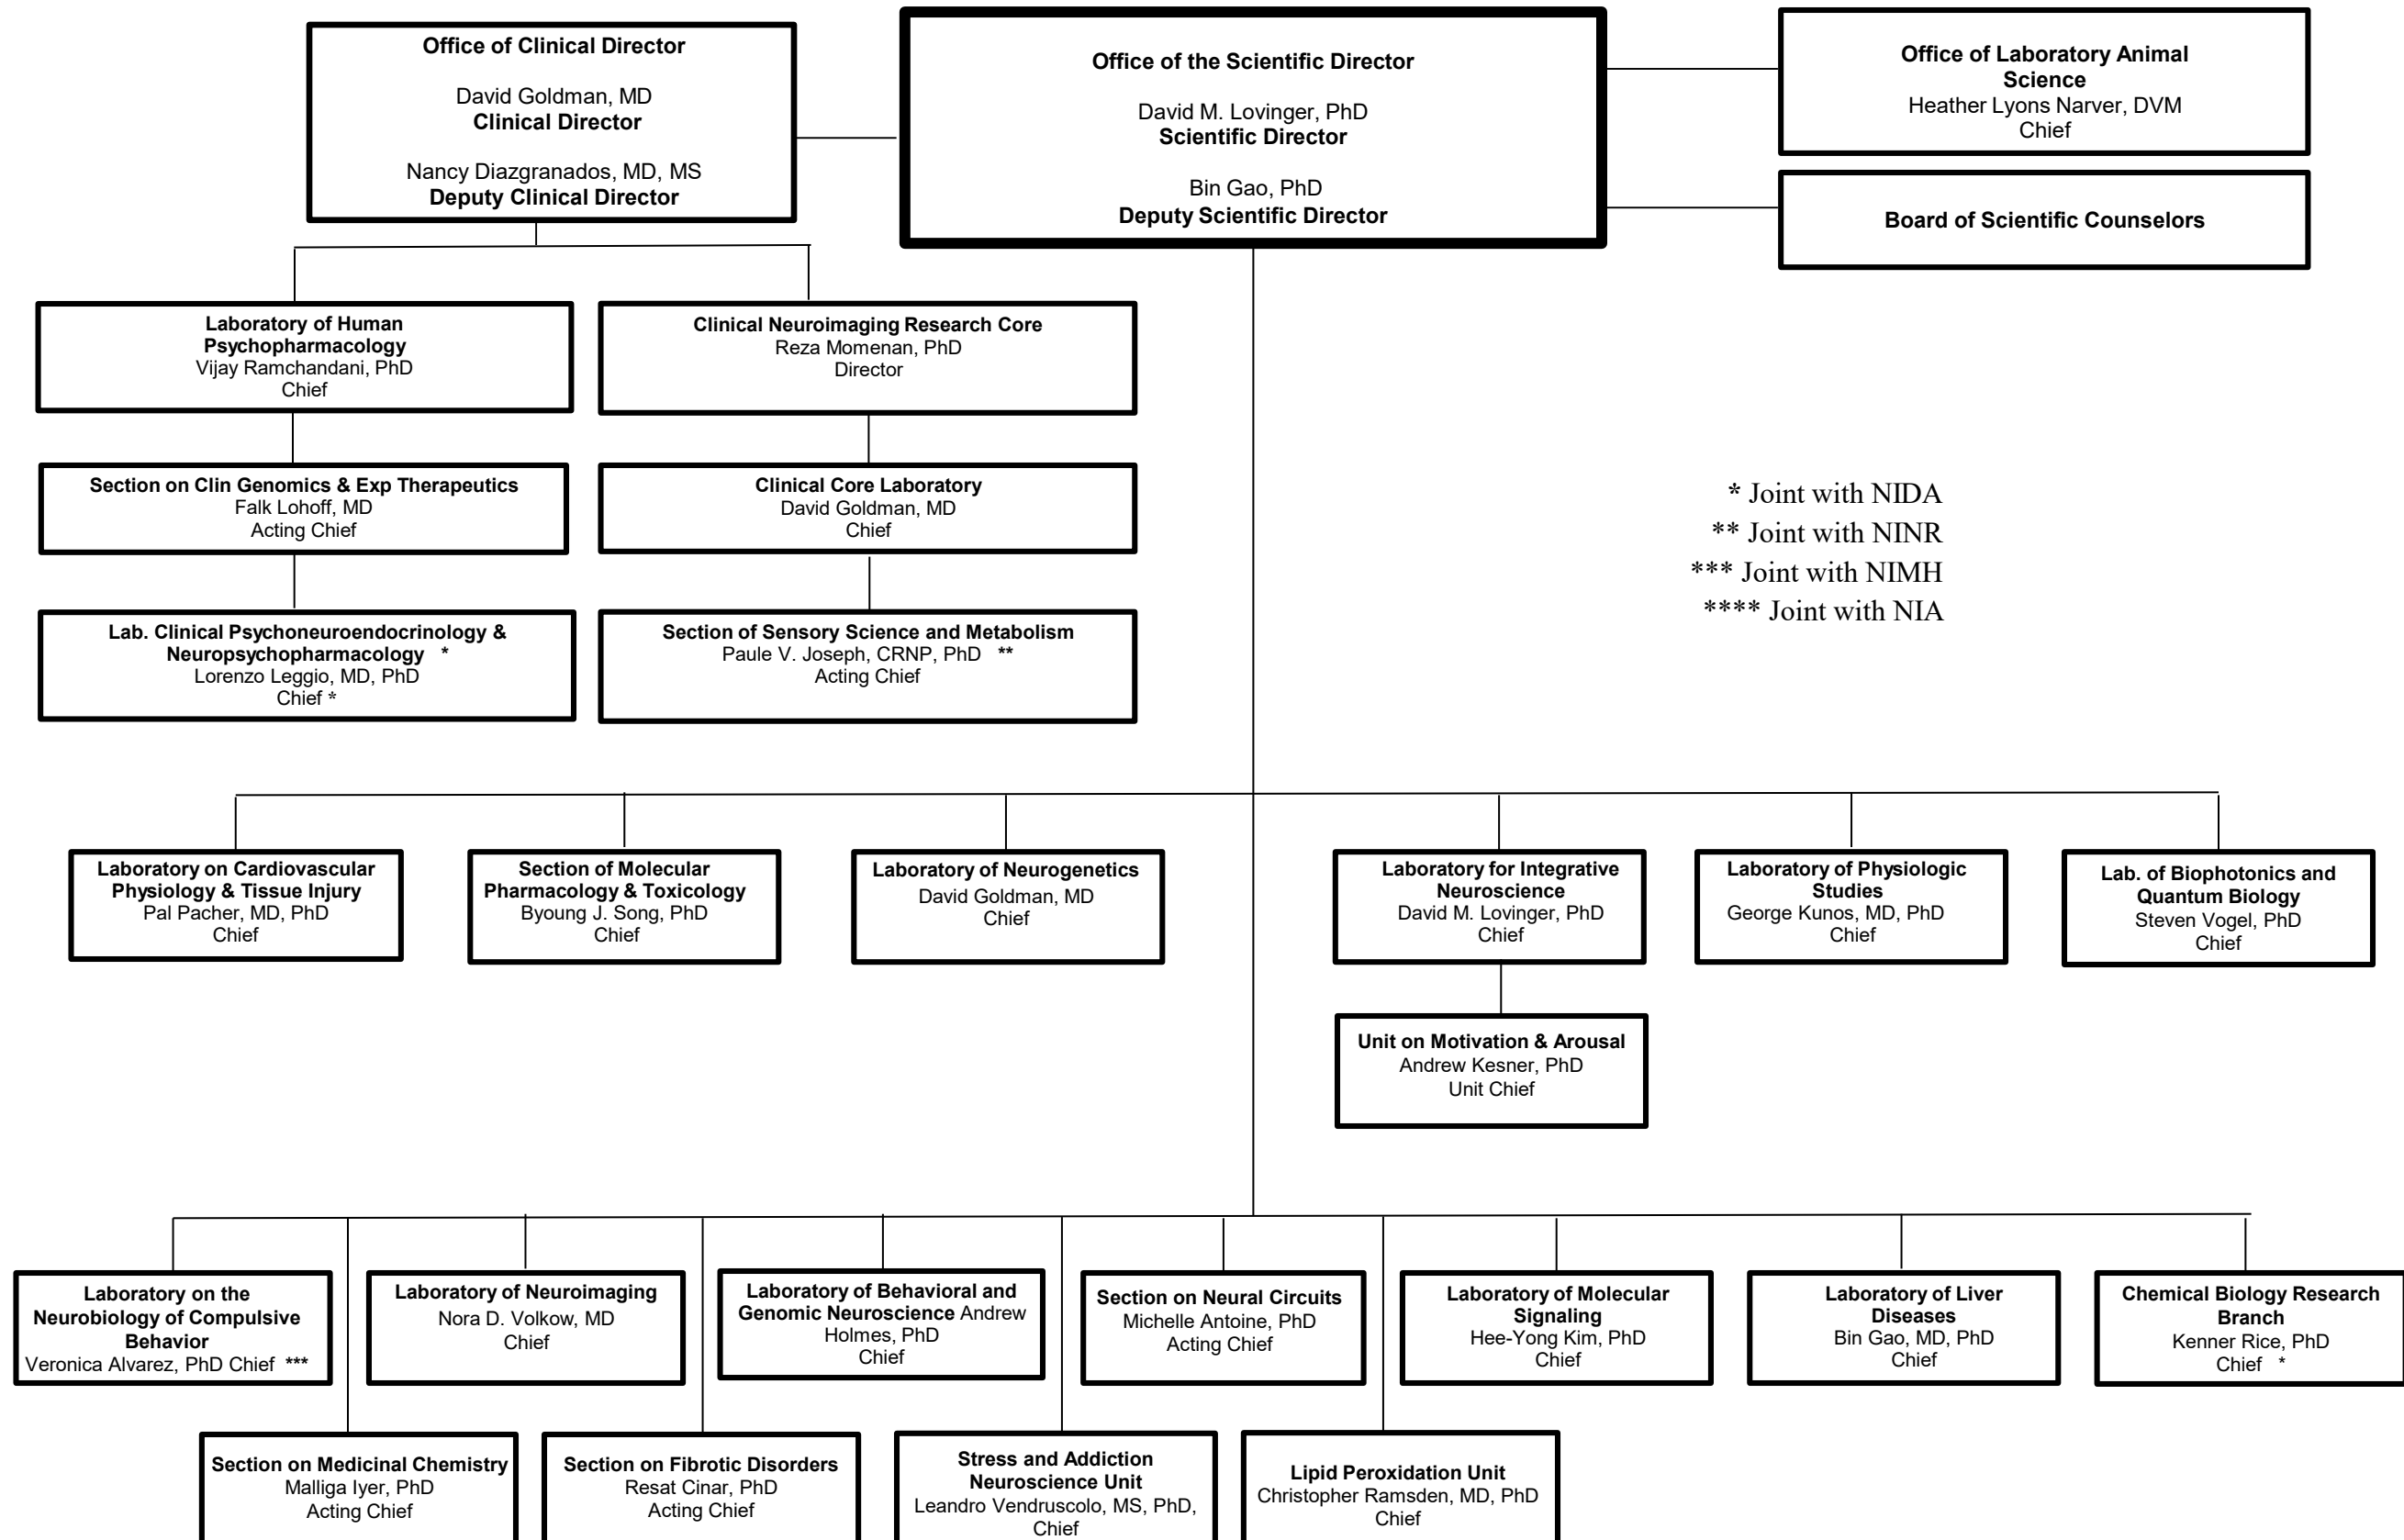 Office of Clinical Director
David Goldman, MD
Clinical Director
Nancy Diazgranados, MD, MS
Deputy Clinical Director
Office of the Scientific Director
David M. Lovinger, PhD
Scientific Director
Bin Gao, PhD
Deputy Scientific Director
Office of Laboratory Animal
Science
Heather Lyons Narver, DVM
Chief
Board of Scientific Counselors
Laboratory of Human
Psychopharmacology
Vijay Ramchandani, PhD
Chief
Clinical Neuroimaging Research Core
Reza Momenan, PhD
Director
Section on Clin Genomics & Exp Therapeutics
Falk Lohoff, MD
Acting Chief
Clinical Core Laboratory
David Goldman, MD
Chief
* Joint with NIDA
** Joint with NINR
*** Joint with NIMH
**** Joint with NIA
Lab. Clinical Psychoneuroendocrinology &
Neuropsychopharmacology *
Lorenzo Leggio, MD, PhD
Chief *
Section of Sensory Science and Metabolism
Paule V. Joseph, CRNP, PhD **
Acting Chief
Laboratory on Cardiovascular
Physiology & Tissue Injury
Pal Pacher, MD, PhD
Chief
Section of Molecular
Pharmacology & Toxicology
Byoung J. Song, PhD
Chief
Laboratory of Neurogenetics
David Goldman, MD
Chief
Laboratory for Integrative
Neuroscience
David M. Lovinger, PhD
Chief
Laboratory of Physiologic
Studies
George Kunos, MD, PhD
Chief
Lab. of Biophotonics and
Quantum Biology
Steven Vogel, PhD
Chief
Unit on Motivation & Arousal
Andrew Kesner, PhD
Unit Chief
Laboratory on the
Neurobiology of Compulsive
Behavior
Veronica Alvarez, PhD Chief ***
Laboratory of Neuroimaging
Nora D. Volkow, MD
Chief
Laboratory of Behavioral and
Genomic Neuroscience Andrew
Holmes, PhD
Chief
Section on Neural Circuits
Michelle Antoine, PhD
Acting Chief
Laboratory of Molecular
Signaling
Hee-Yong Kim, PhD
Chief
Laboratory of Liver
Diseases
Bin Gao, MD, PhD
Chief
Chemical Biology Research
Branch
Kenner Rice, PhD
Chief *
Section on Medicinal Chemistry
Malliga Iyer, PhD
Acting Chief
Section on Fibrotic Disorders
Resat Cinar, PhD
Acting Chief
Stress and Addiction
Neuroscience Unit
Leandro Vendruscolo, MS, PhD,
Chief
Lipid Peroxidation Unit
Christopher Ramsden, MD, PhD
Chief